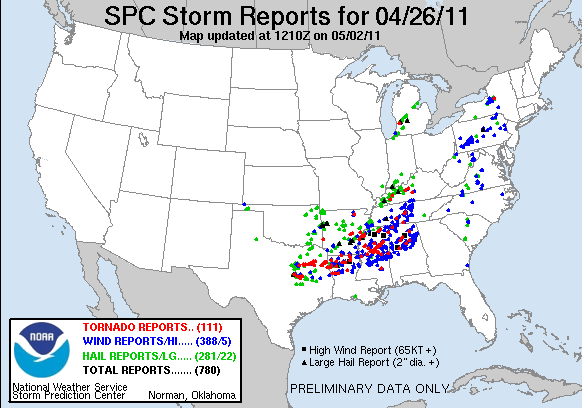 SPC Storm Reports for 04/26/11
Map updated at 1210Z on 05/02/11
NOAA
TORNADO REPORTS.. (111)
WIND REPORTS/HI..... (388/5)
HAIL REPORTS/LG..... (281/22)
TOTAL REPORTS....... (780)
National Weather Service
Storm Prediction Center Norman, Oklahoma
High Wind Report (65KT +)
Large Hail Report (2" dia. +)
PRELIMINARY DATA ONLY